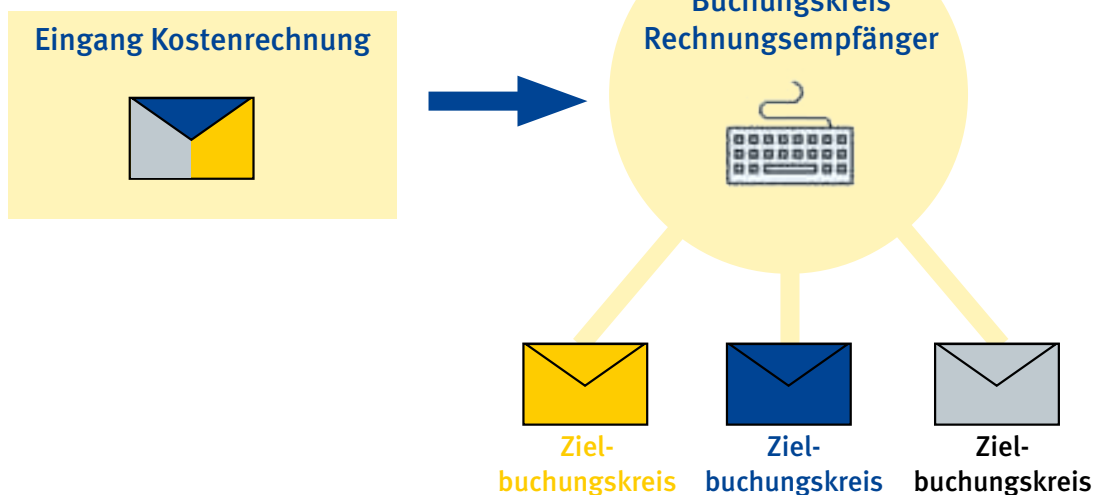 Eingang Kostenrechnung
Buchungskreis
Rechnungsempfänger
Ziel-
buchungskreis
Ziel-
buchungskreis
Ziel-
buchungskreis